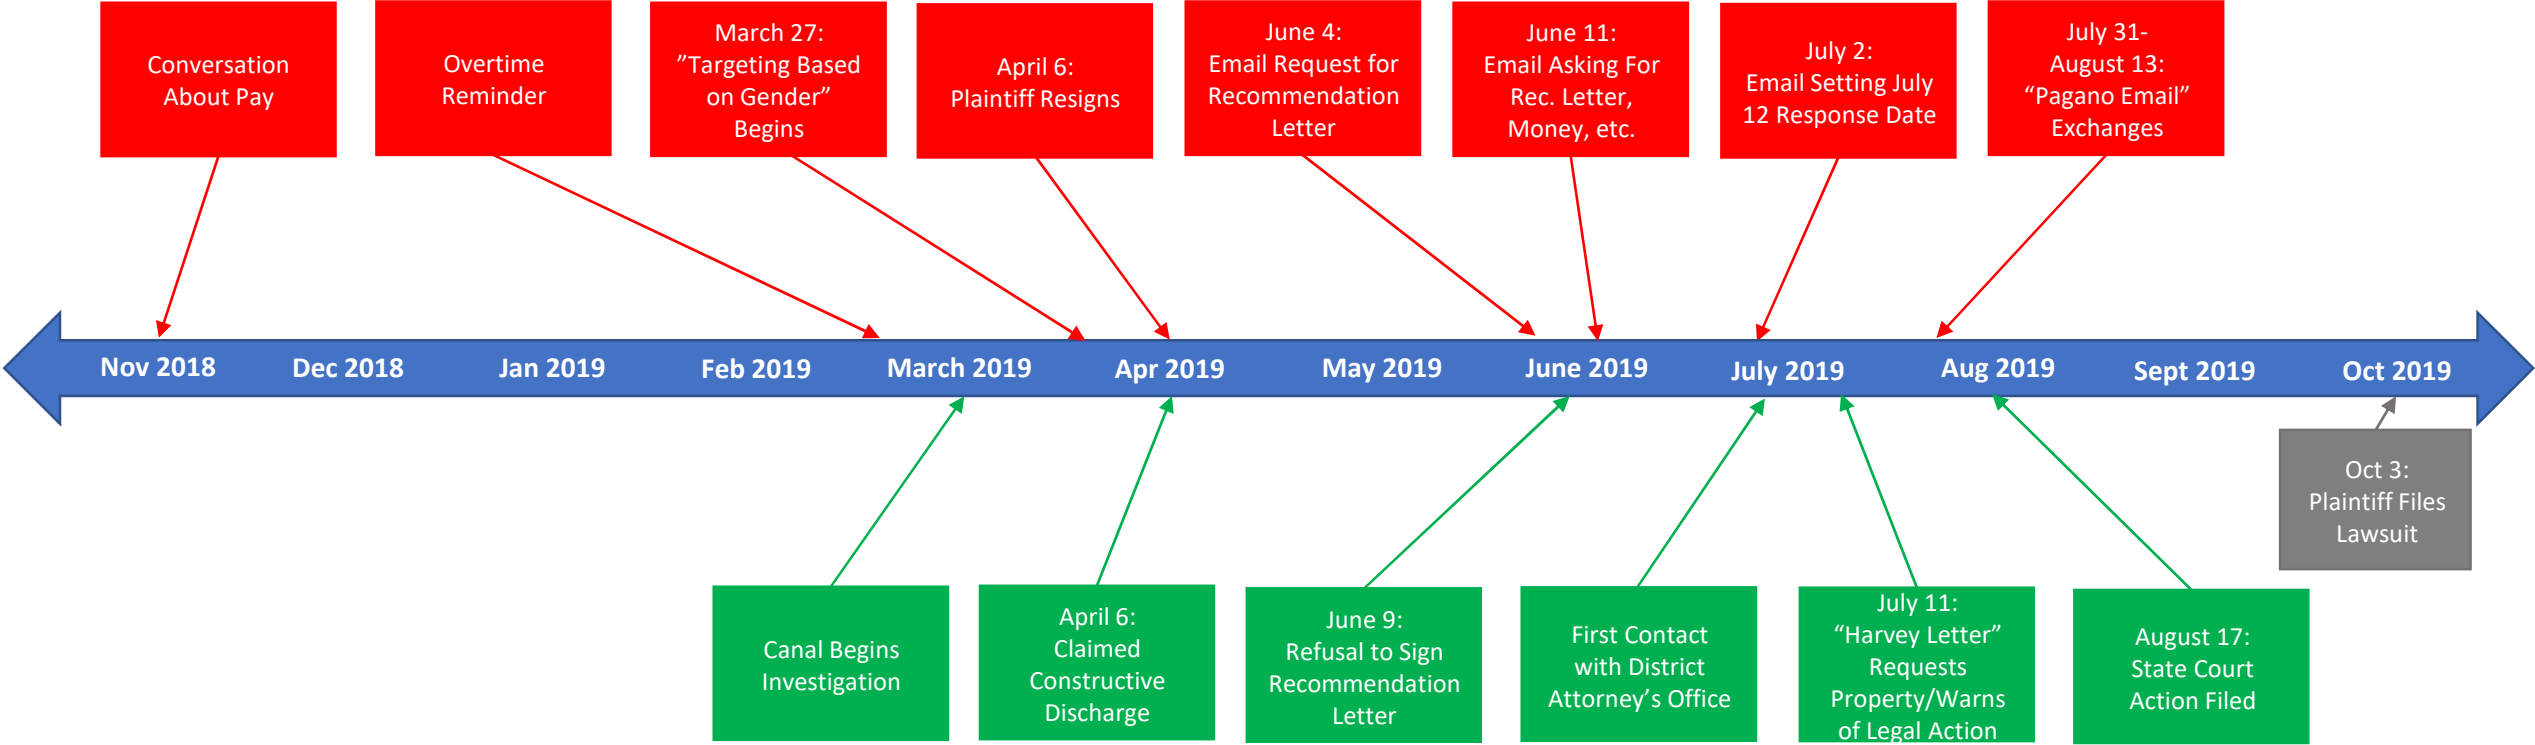 Conversation
About Pay
Overtime
Reminder
March 27:
”Targeting Based
on Gender”
Begins
April 6:
Plaintiff Resigns
June 4:
Email Request for
Recommendation
Letter
June 11:
Email Asking For
Rec. Letter,
Money, etc.
July 2:
Email Setting July
12 Response Date
July 31-
August 13:
“Pagano Email”
Exchanges
Nov 2018
Dec 2018
Jan 2019
Feb 2019
March 2019
Apr 2019
May 2019
June 2019
July 2019
Aug 2019
Sept 2019
Oct 2019
Canal Begins
Investigation
April 6:
Claimed
Constructive
Discharge
June 9:
Refusal to Sign
Recommendation
Letter
First Contact
with District
Attorney’s Office
July 11:
“Harvey Letter”
Requests
Property/Warns
of Legal Action
August 17:
State Court
Action Filed
Oct 3:
Plaintiff Files
Lawsuit